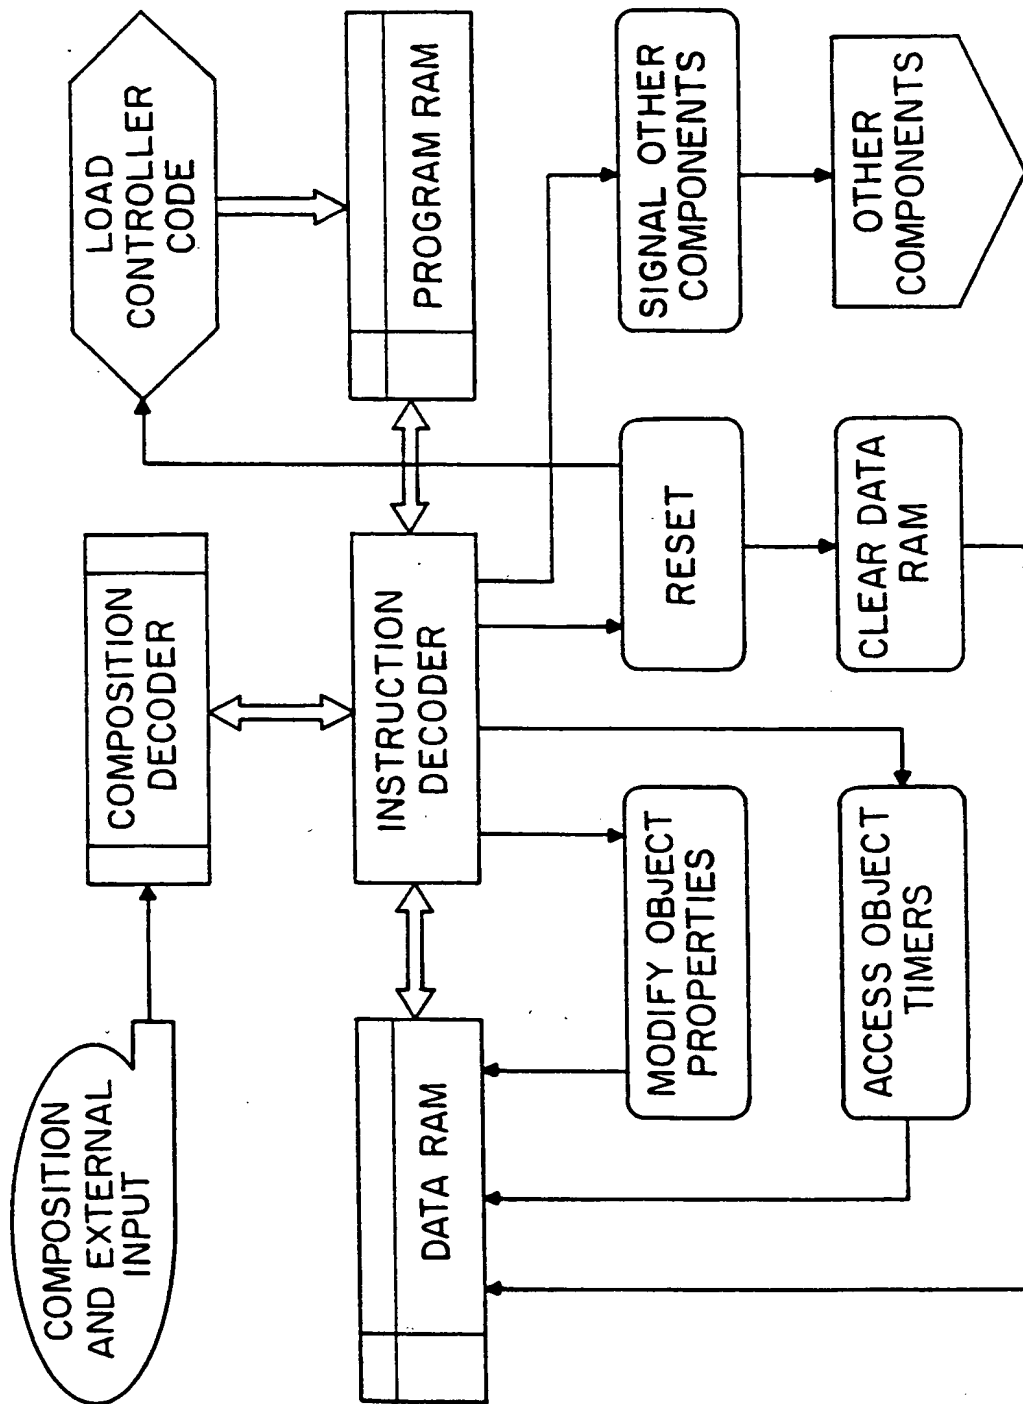 COMPOSITION
AND EXTERNAL
INPUT
COMPOSITION
DECODER
LOAD
CONTROLLER
CODE
DATA RAM
INSTRUCTION
DECODER
PROGRAM RAM
MODIFY OBJECT
PROPERTIES
RESET
SIGNAL OTHER
COMPONENTS
ACCESS OBJECT
TIMERS
CLEAR DATA
RAM
OTHER
COMPONENTS